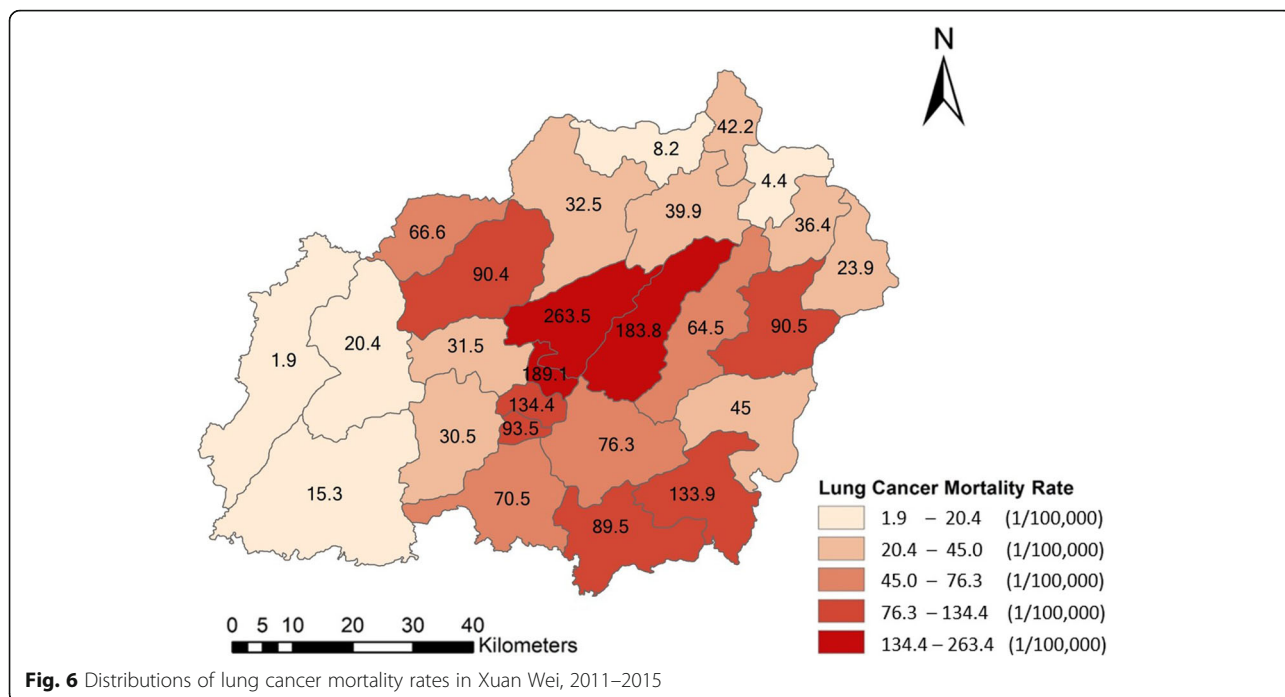 N
42.2
8.2
4.4
32.5
39.9
36.4
66.6
23.9
90.4
263.5
183.8
64.5
90.5
1.9
20.4
31.5
189.1
134.4
45
93.5
30.5
76.3
15.3
70.5
133.9
89.5
Lung Cancer Mortality Rate
1.9 – 20.4 (1/100,000)
20.4 – 45.0 (1/100,000)
45.0 – 76.3 (1/100,000)
76.3 – 134.4 (1/100,000)
134.4 – 263.4 (1/100,000)
0 5 10 20 30 40
Kilometers
Fig. 6 Distributions of lung cancer mortality rates in Xuan Wei, 2011–2015